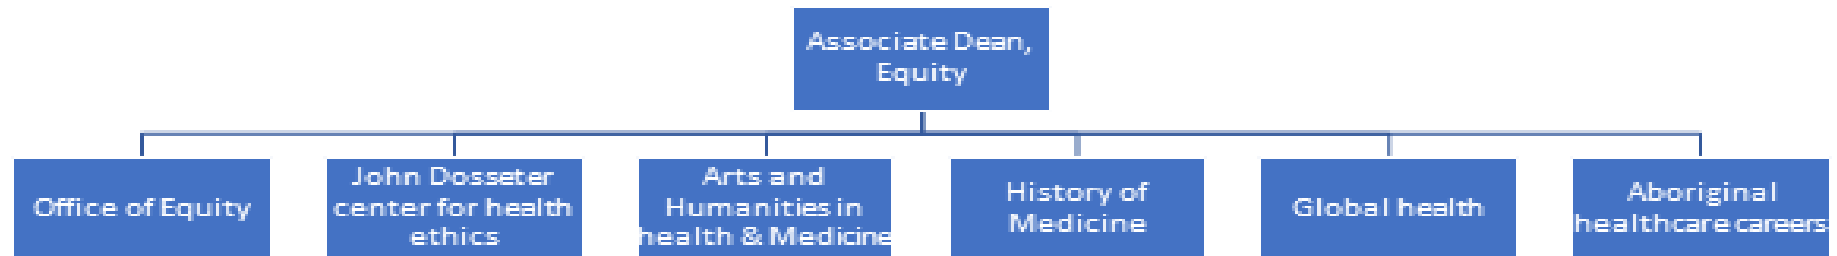 Associate Dean,
Equity
Office of Equity
John Dosseter
center for health
ethics
Arts and
Humanities in
health & Medicine
History of
Medicine
Global health
Aboriginal
healthcare careers